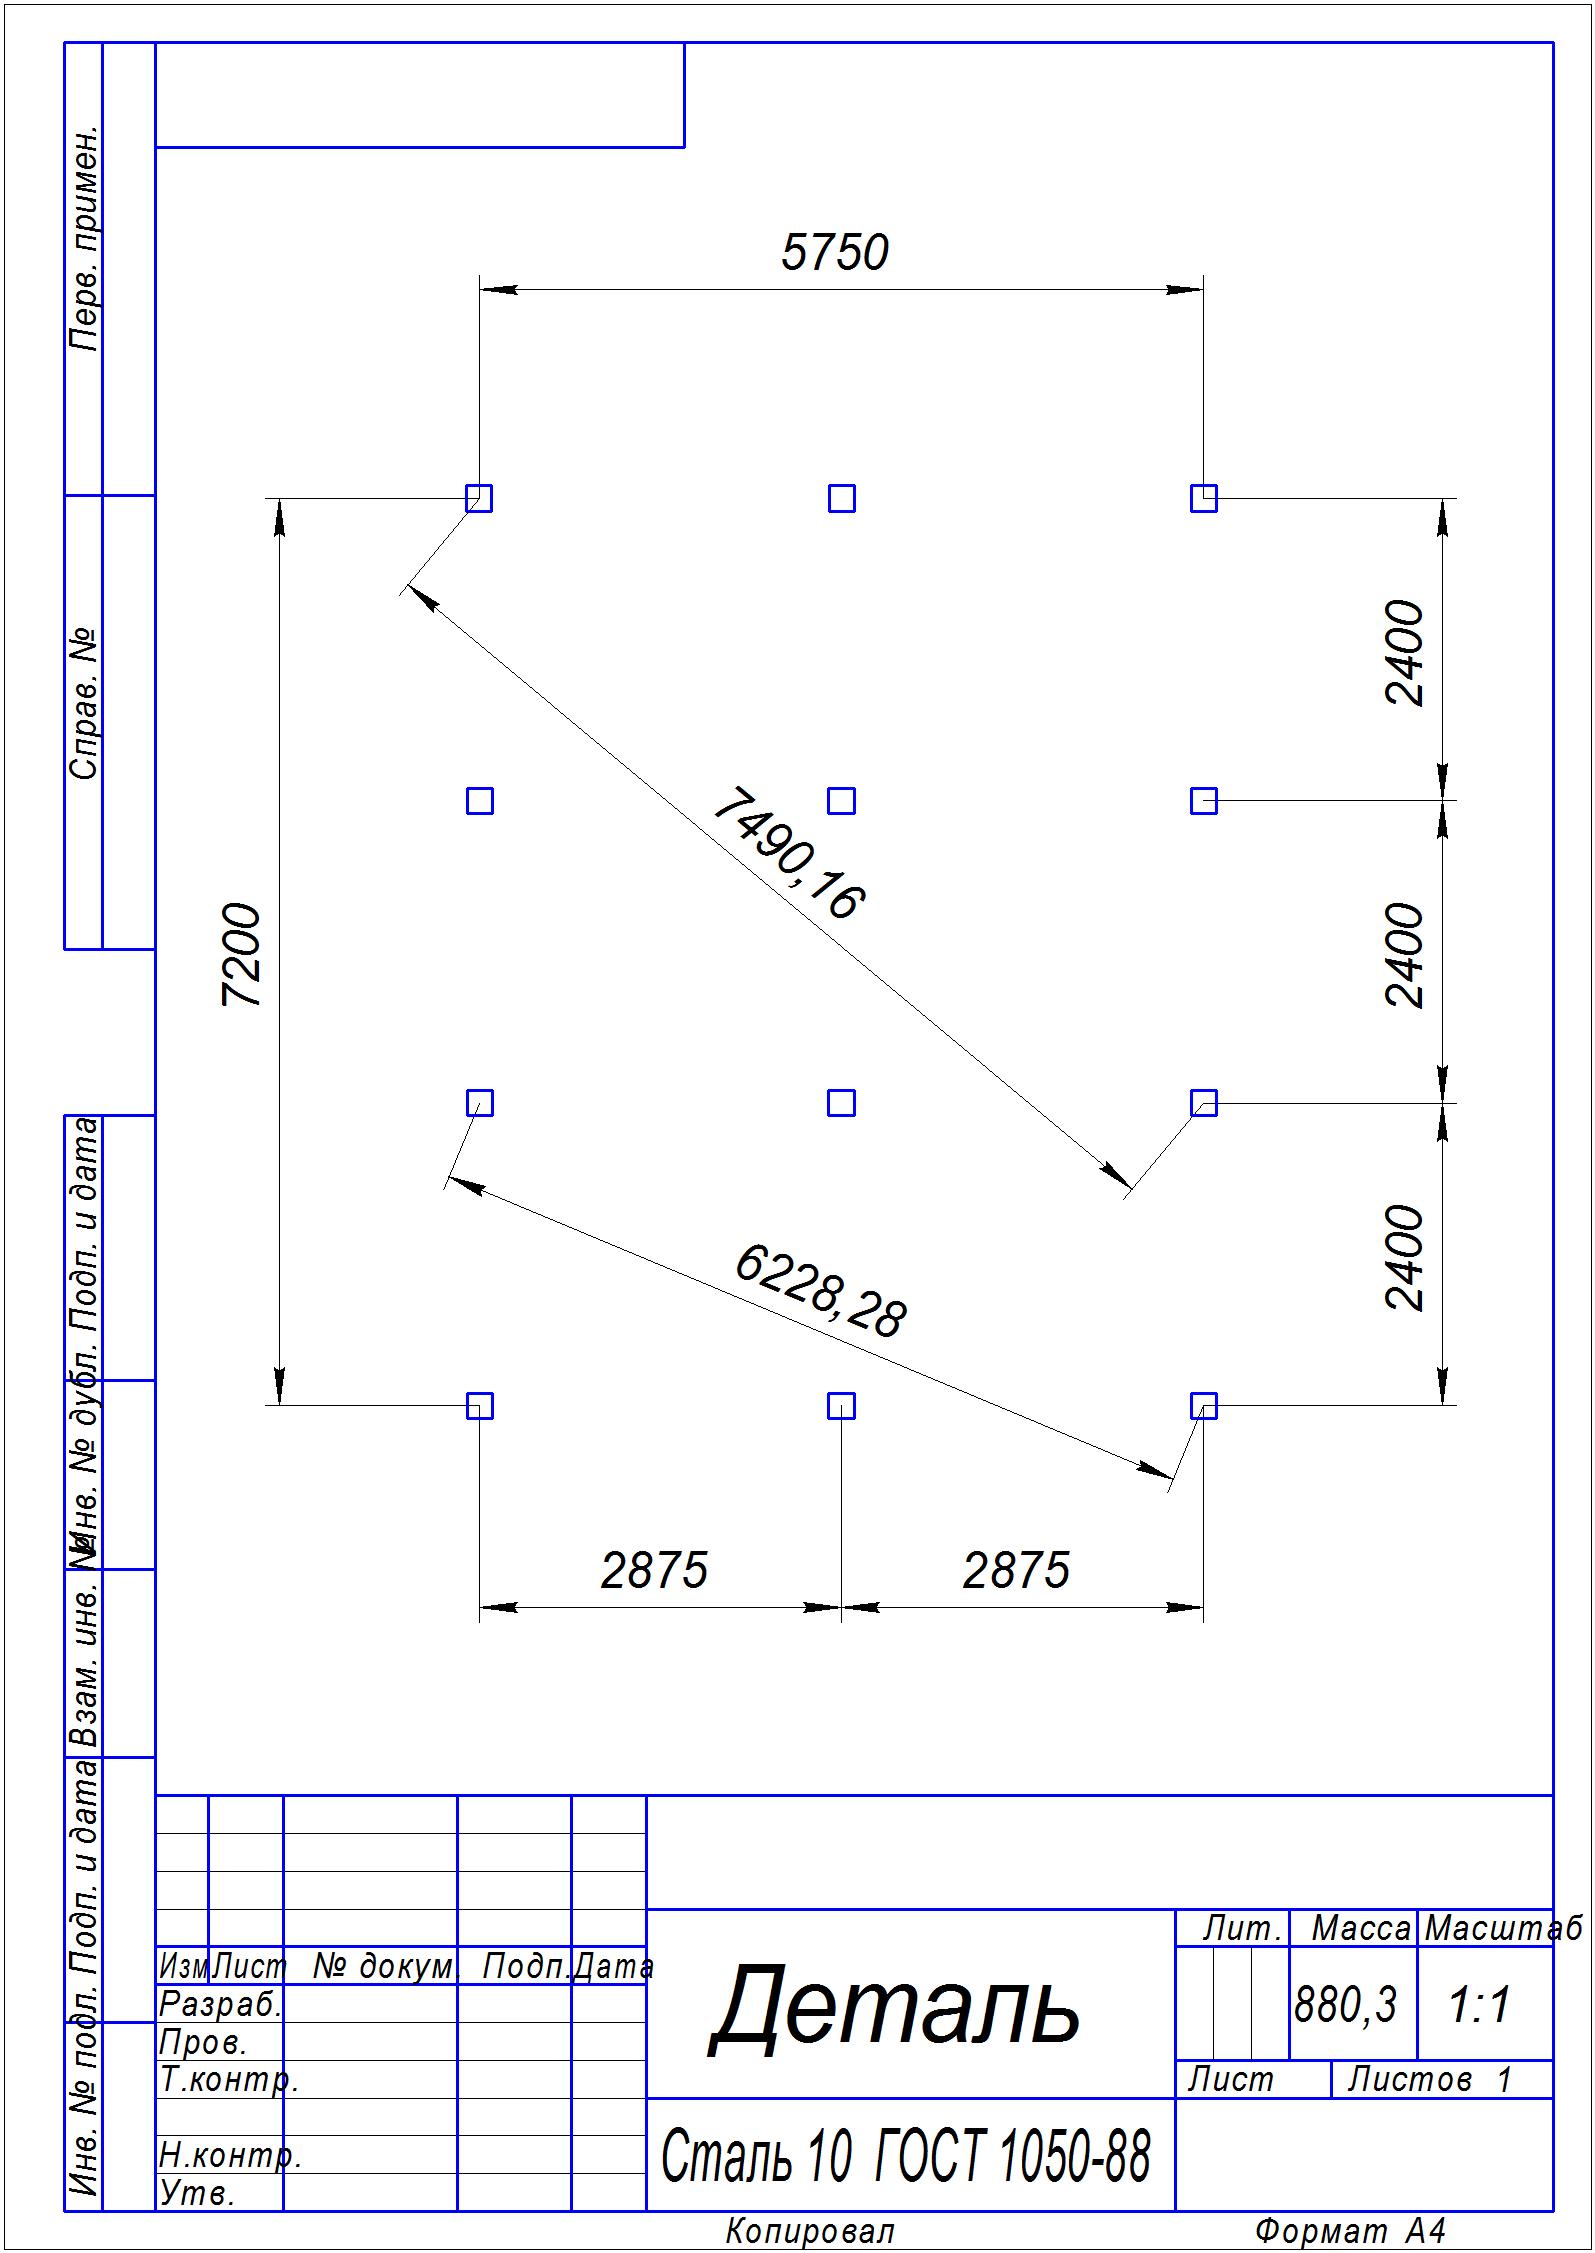 Перв. примен.
Справ. №
Подп. и дата
Инв. № дубл.
Взам. инв. №
Подп. и дата
Инв. № подл.
5750
2400
7490,16
7200
2400
6228,28
2400
2875
2875
Изм Лист № докум. Подп. Дата
Разраб.
Пров.
Т.контр.
Н.контр.
Утв.
Деталь
Сталь 10 ГОСТ 1050-88
Лит. Масса Масштаб
880,3 1:1
Лист Листов 1
Копировал Формат А4